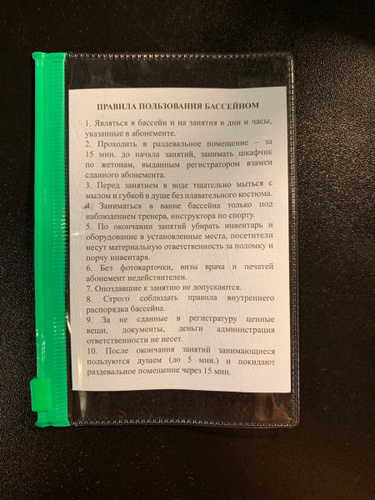 ПРАВИЛА ПОЛЬЗОВАНИЯ БАССЕЙНОМ
1. Являться в бассейн и на занятия в дни и часы,
указанные в абонементе.
2. Проходить в раздевальное помещение – за
15 мин. до начала занятий, занимать шкафчик
по жетонам, выданным регистратором взамен
сданного абонемента.
3. Перед занятием в воде тщательно мыться с
мылом и губкой в душе без плавательного костюма.
4. Заниматься в ванне бассейна только под
наблюдением тренера, инструктора по спорту.
5. По окончании занятий убирать инвентарь и
оборудование в установленные места, посетители
несут материальную ответственность за поломку и
порчу инвентаря.
6. Без фотокарточки, визы врача и печатей
абонемент недействителен.
7. Опоздавшие к занятию не допускаются.
8. Строго соблюдать правила внутреннего
распорядка бассейна.
9. За не сданные в регистратуру ценные
вещи, документы, деньги администрация
ответственности не несет.
10. После окончания занятий занимающиеся
пользуются душем (до 5 мин.) и покидают
раздевальное помещение через 15 мин.